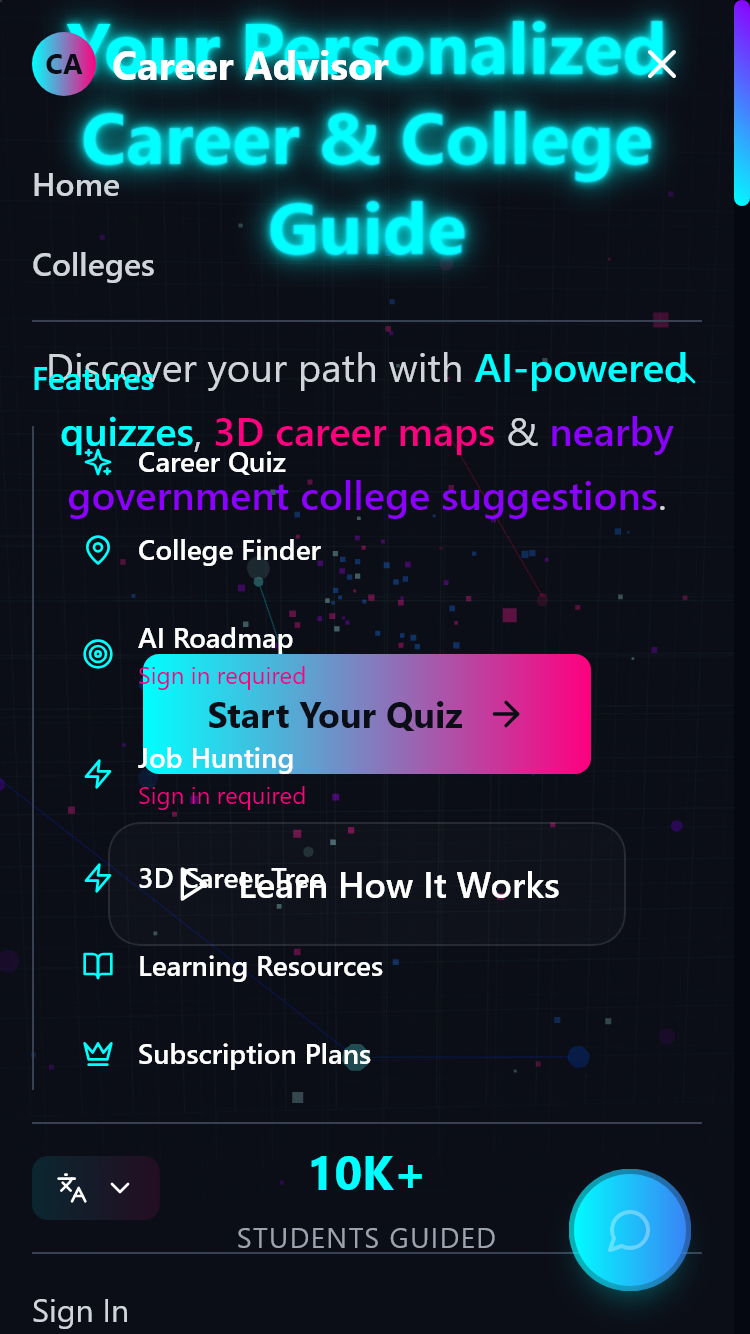 Your Personalized
Career & College
Guide
CA
Career Advisor
Home
Colleges
Discover your path with AI-powered
quizzes, 3D career maps & nearby
government college suggestions.
Features
Career Quiz
College Finder
AI Roadmap
Sign in required
Start Your Quiz
Job Hunting
Sign in required
3D Career Tree
Learn How It Works
Learning Resources
Subscription Plans
10K+
STUDENTS GUIDED
Sign In